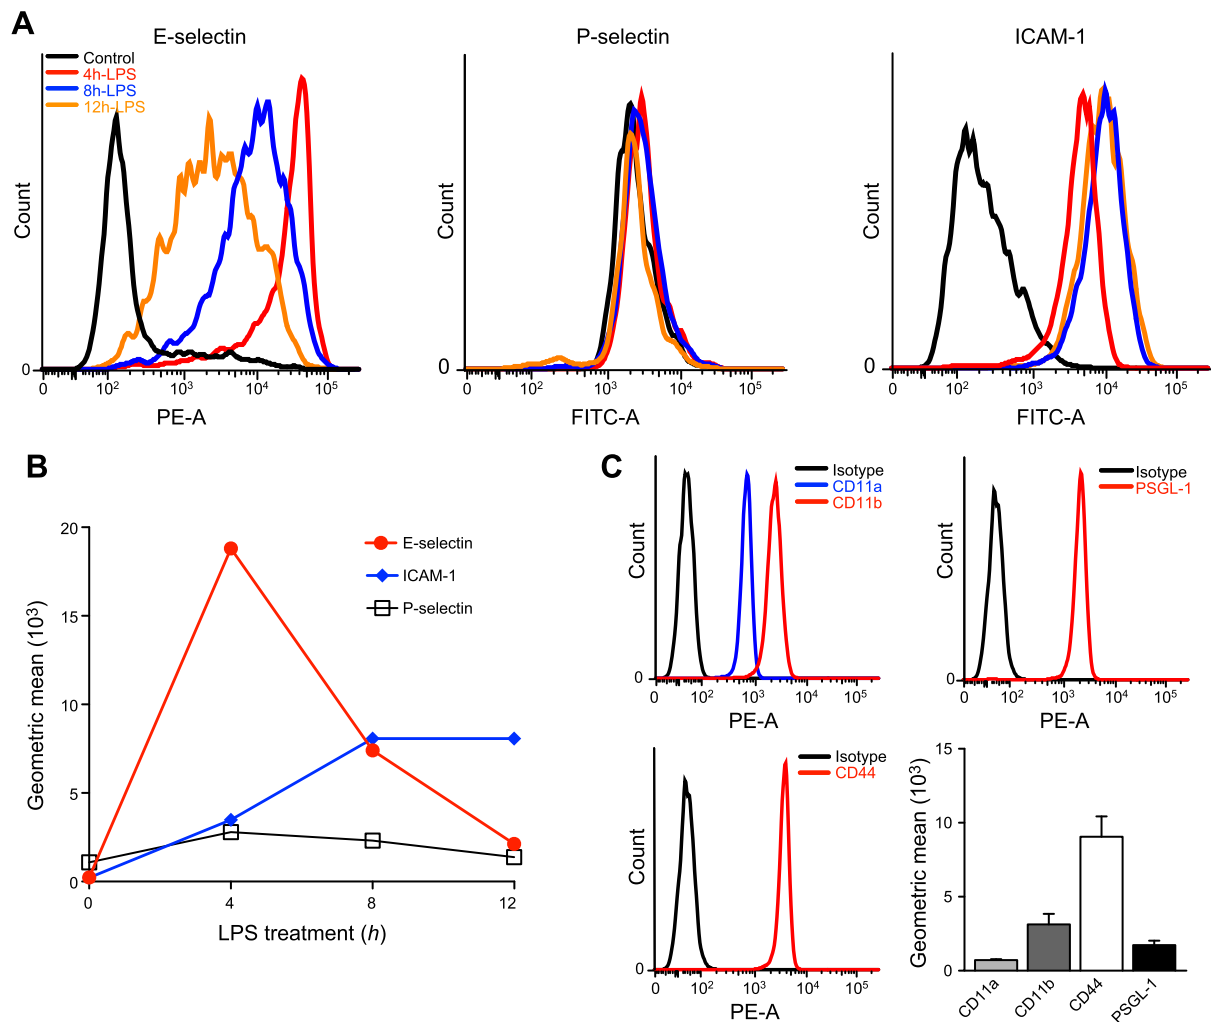 A
E-selectin
Control
4h-LPS
8h-LPS
12h-LPS
Count
0
0 10² 10³ 10⁴ 10⁵
PE-A
P-selectin
Count
0
0 10² 10³ 10⁴ 10⁵
FITC-A
ICAM-1
Count
0
0 10² 10³ 10⁴ 10⁵
FITC-A
B
Geometric mean (10³)
20
15
10
5
0
0 4 8 12
LPS treatment (h)
E-selectin
ICAM-1
P-selectin
C
Isotype
CD11a
CD11b
Count
0
0 10² 10³ 10⁴ 10⁵
PE-A
Isotype
PSGL-1
Count
0
0 10² 10³ 10⁴ 10⁵
PE-A
Isotype
CD44
Count
0
0 10² 10³ 10⁴ 10⁵
PE-A
Geometric mean (10³)
15
10
5
0
CD11a
CD11b
CD44
PSGL-1